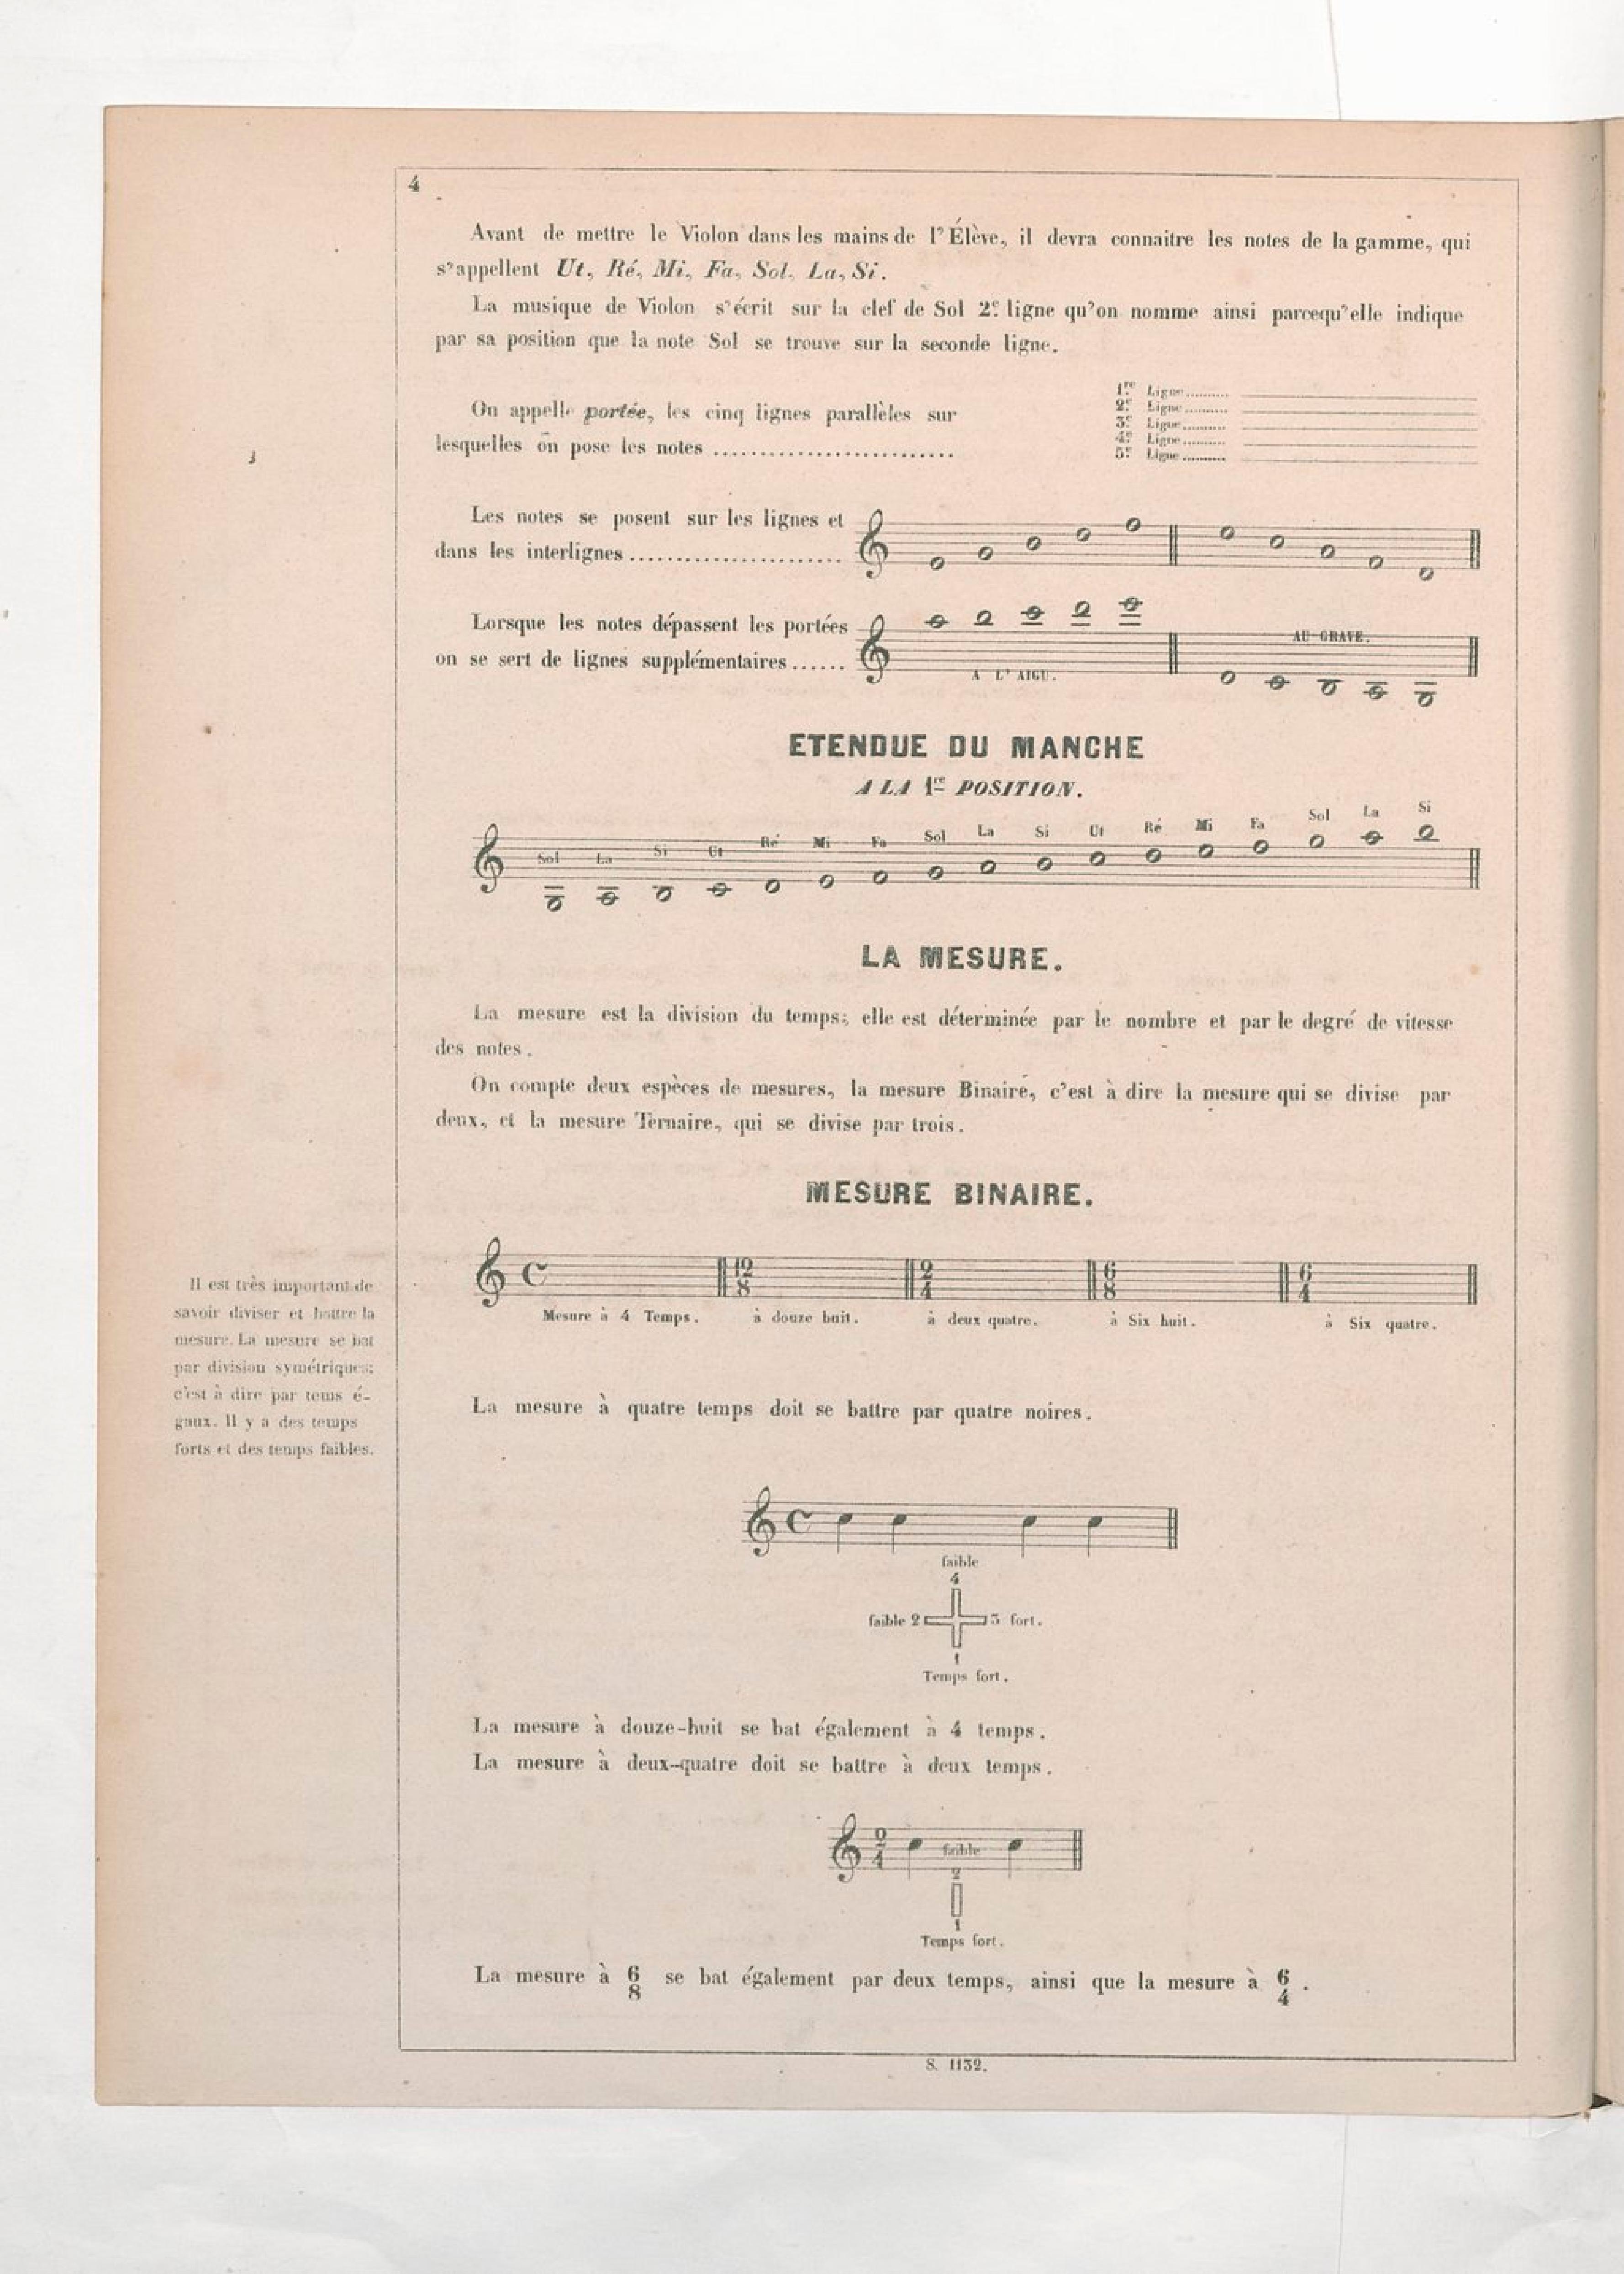 4
Avant de mettre le Violon dans les mains de l'Élève, il devra connaitre les notes de la gamme, qui
s'appellent Ut, Ré, Mi, Fa, Sol, La, Si.
La musique de Violon s'écrit sur la clef de Sol 2e ligne qu'on nomme ainsi parcequ'elle indique
par sa position que la note Sol se trouve sur la seconde ligne.
On appelle portée, les cinq lignes parallèles sur
lesquelles on pose les notes ..........................
1re Ligne..........
2e Ligne..........
3e Ligne..........
4e Ligne..........
5e Ligne..........
Les notes se posent sur les lignes et
dans les interlignes.......................
Lorsque les notes dépassent les portées
on se sert de lignes supplémentaires......
A L'AIGU.
AU GRAVE.
ETENDUE DU MANCHE
A LA 1re POSITION.
Sol La Si Ut Ré Mi Fa Sol La Si Ut Ré Mi Fa Sol La Si
LA MESURE.
La mesure est la division du temps; elle est déterminée par le nombre et par le degré de vitesse
des notes.
On compte deux espèces de mesures, la mesure Binaire, c'est à dire la mesure qui se divise par
deux, et la mesure Ternaire, qui se divise par trois.
MESURE BINAIRE.
C 12/8 2/4 6/8 6/4
Mesure à 4 Temps. à douze huit. à deux quatre. à Six huit. à Six quatre.
Il est très important de
savoir diviser et battre la
mesure. La mesure se bat
par division symétriques;
c'est à dire par tems é-
gaux. Il y a des temps
forts et des temps faibles.
La mesure à quatre temps doit se battre par quatre noires.
C
faible
4
faible 2 3 fort.
1
Temps fort.
La mesure à douze-huit se bat également à 4 temps.
La mesure à deux-quatre doit se battre à deux temps.
2/4
faible
2
1
Temps fort.
La mesure à 6/8 se bat également par deux temps, ainsi que la mesure à 6/4.
S. 1132.